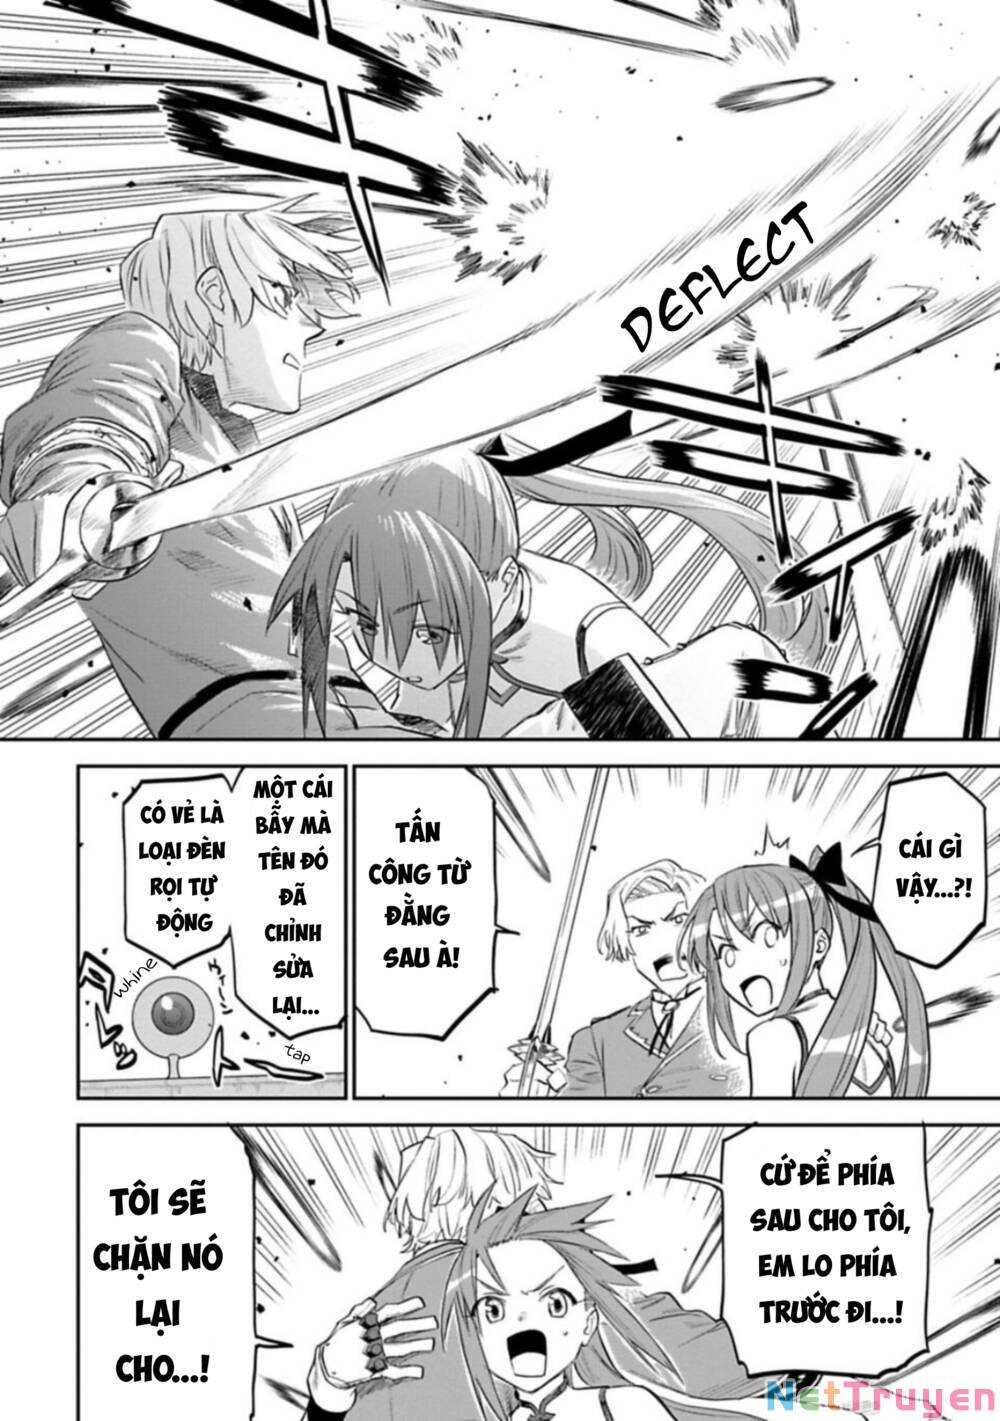 DEFLECT
CÁI GÌ
VẬY...?!
TẤN
CÔNG TỪ
ĐẰNG
SAU À!
MỘT CÁI
BẪY MÀ
TÊN ĐÓ
ĐÃ
CHỈNH
SỬA
LẠI...
CÓ VẺ LÀ
LOẠI ĐÈN
RỌI TỰ
ĐỘNG
whine
tap
CỨ ĐỂ PHÍA
SAU CHO TÔI,
EM LO PHÍA
TRƯỚC ĐI...!
TÔI SẼ
CHẶN NÓ
LẠI
CHO...!
NetTruyen